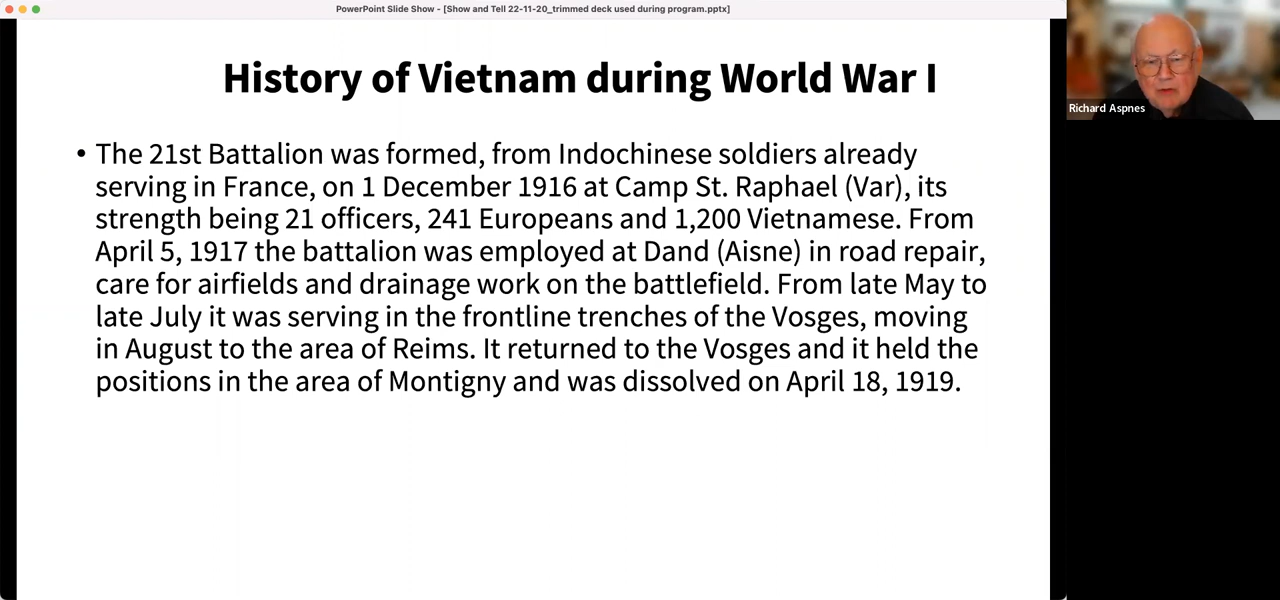 PowerPoint Slide Show - [Show and Tell 22-11-20_trimmed deck used during program.pptx]
History of Vietnam during World War I
• The 21st Battalion was formed, from Indochinese soldiers already
serving in France, on 1 December 1916 at Camp St. Raphael (Var), its
strength being 21 officers, 241 Europeans and 1,200 Vietnamese. From
April 5, 1917 the battalion was employed at Dand (Aisne) in road repair,
care for airfields and drainage work on the battlefield. From late May to
late July it was serving in the frontline trenches of the Vosges, moving
in August to the area of Reims. It returned to the Vosges and it held the
positions in the area of Montigny and was dissolved on April 18, 1919.
Richard Aspnes